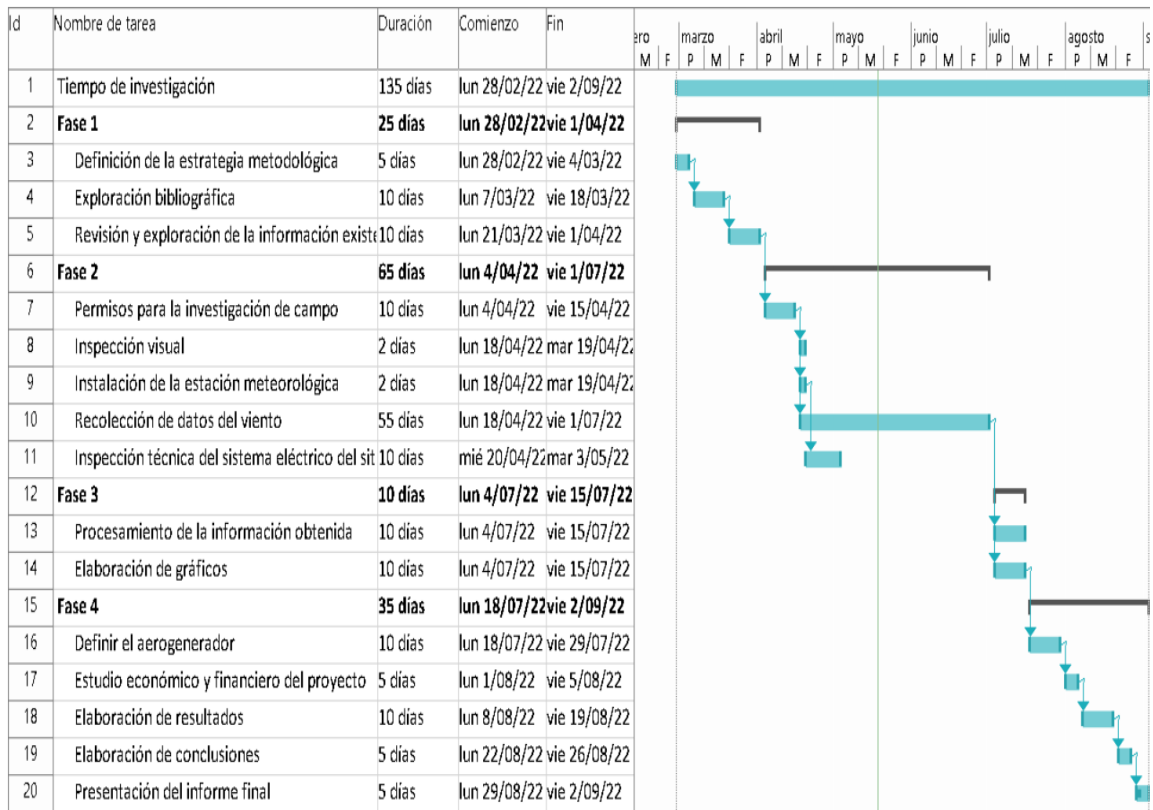 Id Nombre de tarea Duración Comienzo Fin
ero marzo abril mayo junio julio agosto s
M F P M F P M F P M F P M F P M F P M F
1 Tiempo de investigación 135 días lun 28/02/22 vie 2/09/22
2 Fase 1 25 días lun 28/02/22 vie 1/04/22
3 Definición de la estrategia metodológica 5 días lun 28/02/22 vie 4/03/22
4 Exploración bibliográfica 10 días lun 7/03/22 vie 18/03/22
5 Revisión y exploración de la información existe 10 días lun 21/03/22 vie 1/04/22
6 Fase 2 65 días lun 4/04/22 vie 1/07/22
7 Permisos para la investigación de campo 10 días lun 4/04/22 vie 15/04/22
8 Inspección visual 2 días lun 18/04/22 mar 19/04/22
9 Instalación de la estación meteorológica 2 días lun 18/04/22 mar 19/04/22
10 Recolección de datos del viento 55 días lun 18/04/22 vie 1/07/22
11 Inspección técnica del sistema eléctrico del sit 10 días mié 20/04/22 mar 3/05/22
12 Fase 3 10 días lun 4/07/22 vie 15/07/22
13 Procesamiento de la información obtenida 10 días lun 4/07/22 vie 15/07/22
14 Elaboración de gráficos 10 días lun 4/07/22 vie 15/07/22
15 Fase 4 35 días lun 18/07/22 vie 2/09/22
16 Definir el aerogenerador 10 días lun 18/07/22 vie 29/07/22
17 Estudio económico y financiero del proyecto 5 días lun 1/08/22 vie 5/08/22
18 Elaboración de resultados 10 días lun 8/08/22 vie 19/08/22
19 Elaboración de conclusiones 5 días lun 22/08/22 vie 26/08/22
20 Presentación del informe final 5 días lun 29/08/22 vie 2/09/22